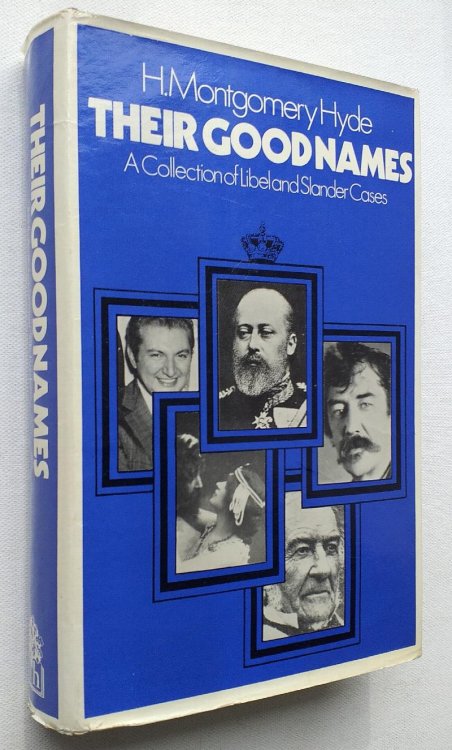 H. Montgomery Hyde
THEIR GOOD NAMES
A Collection of Libel and Slander Cases
THEIR GOOD NAMES